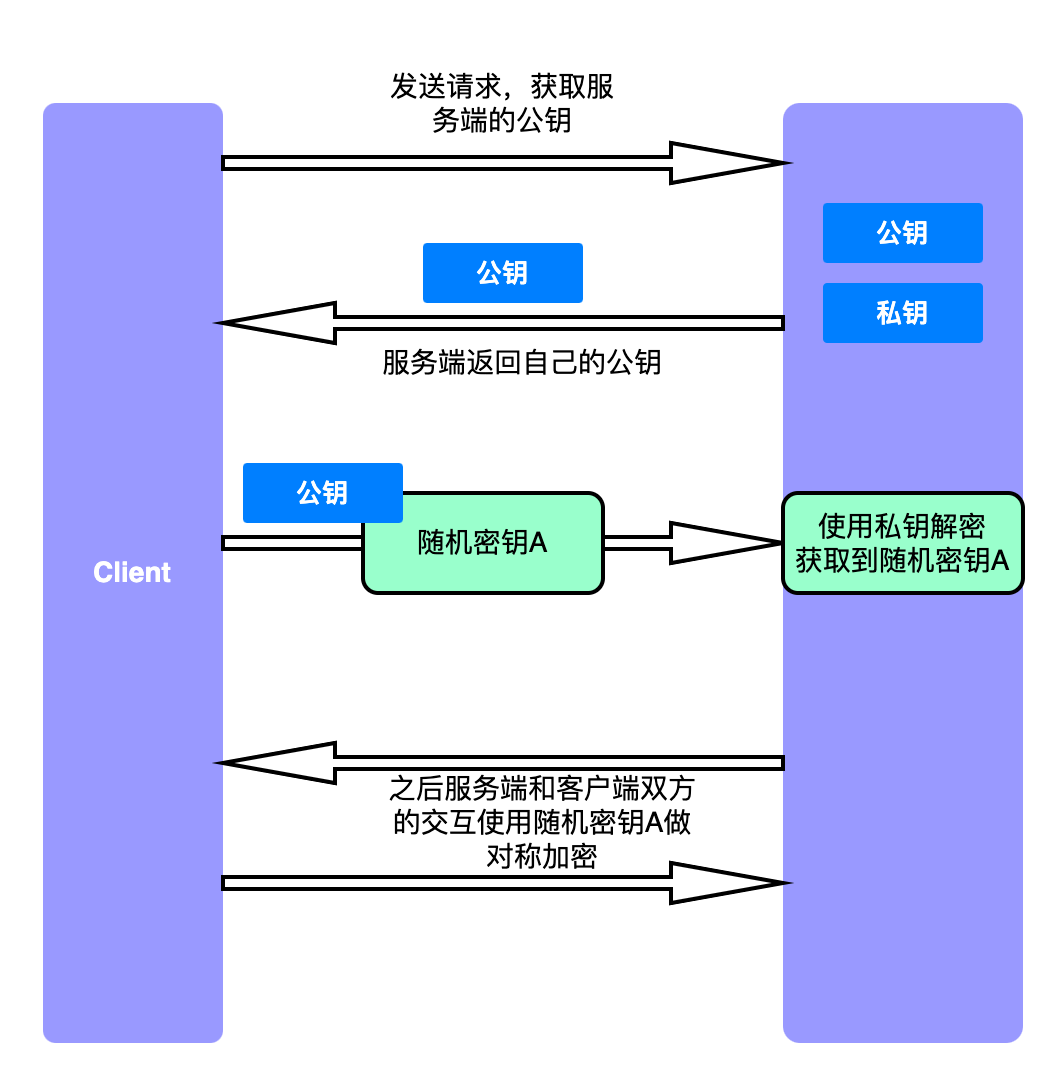 发送请求，获取服
务端的公钥
公钥
公钥
私钥
服务端返回自己的公钥
公钥
随机密钥A
使用私钥解密
获取到随机密钥A
Client
之后服务端和客户端双方
的交互使用随机密钥A做
对称加密